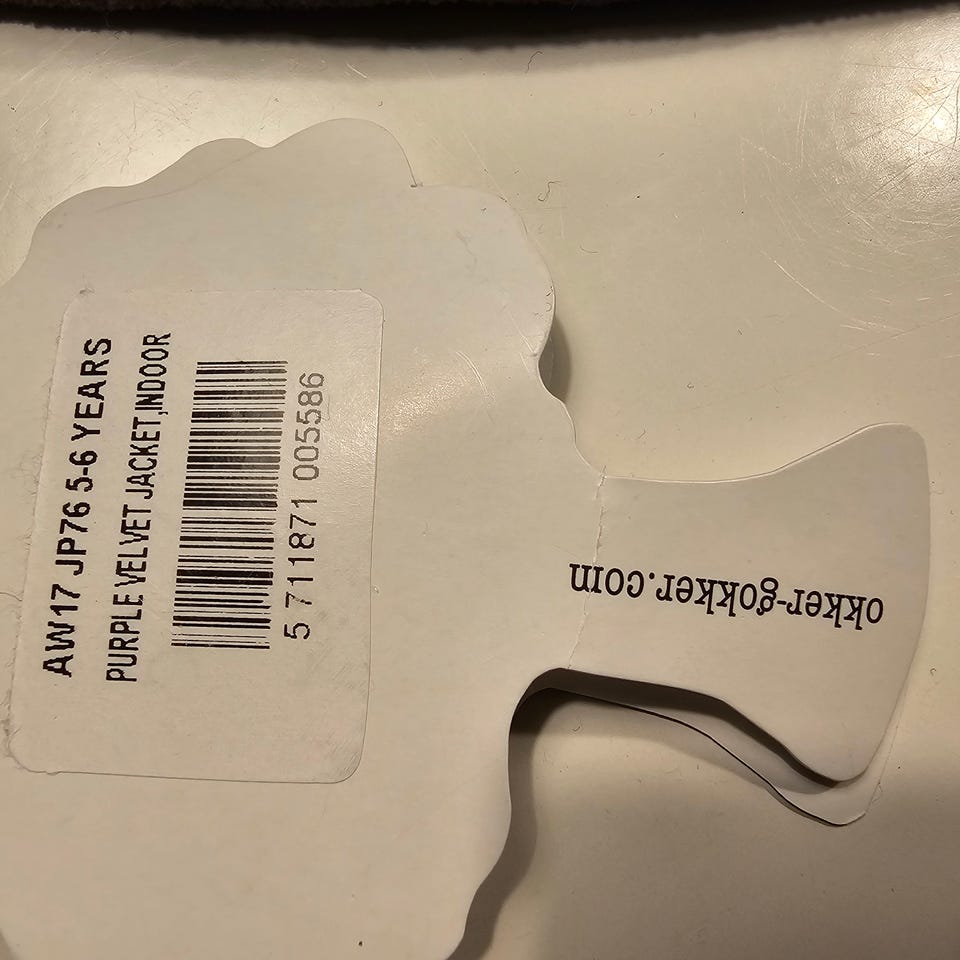 AW17 JP76 5-6 YEARS
PURPLE VELVET JACKET,INDOOR
5 711871 005586
okker-gokker.com